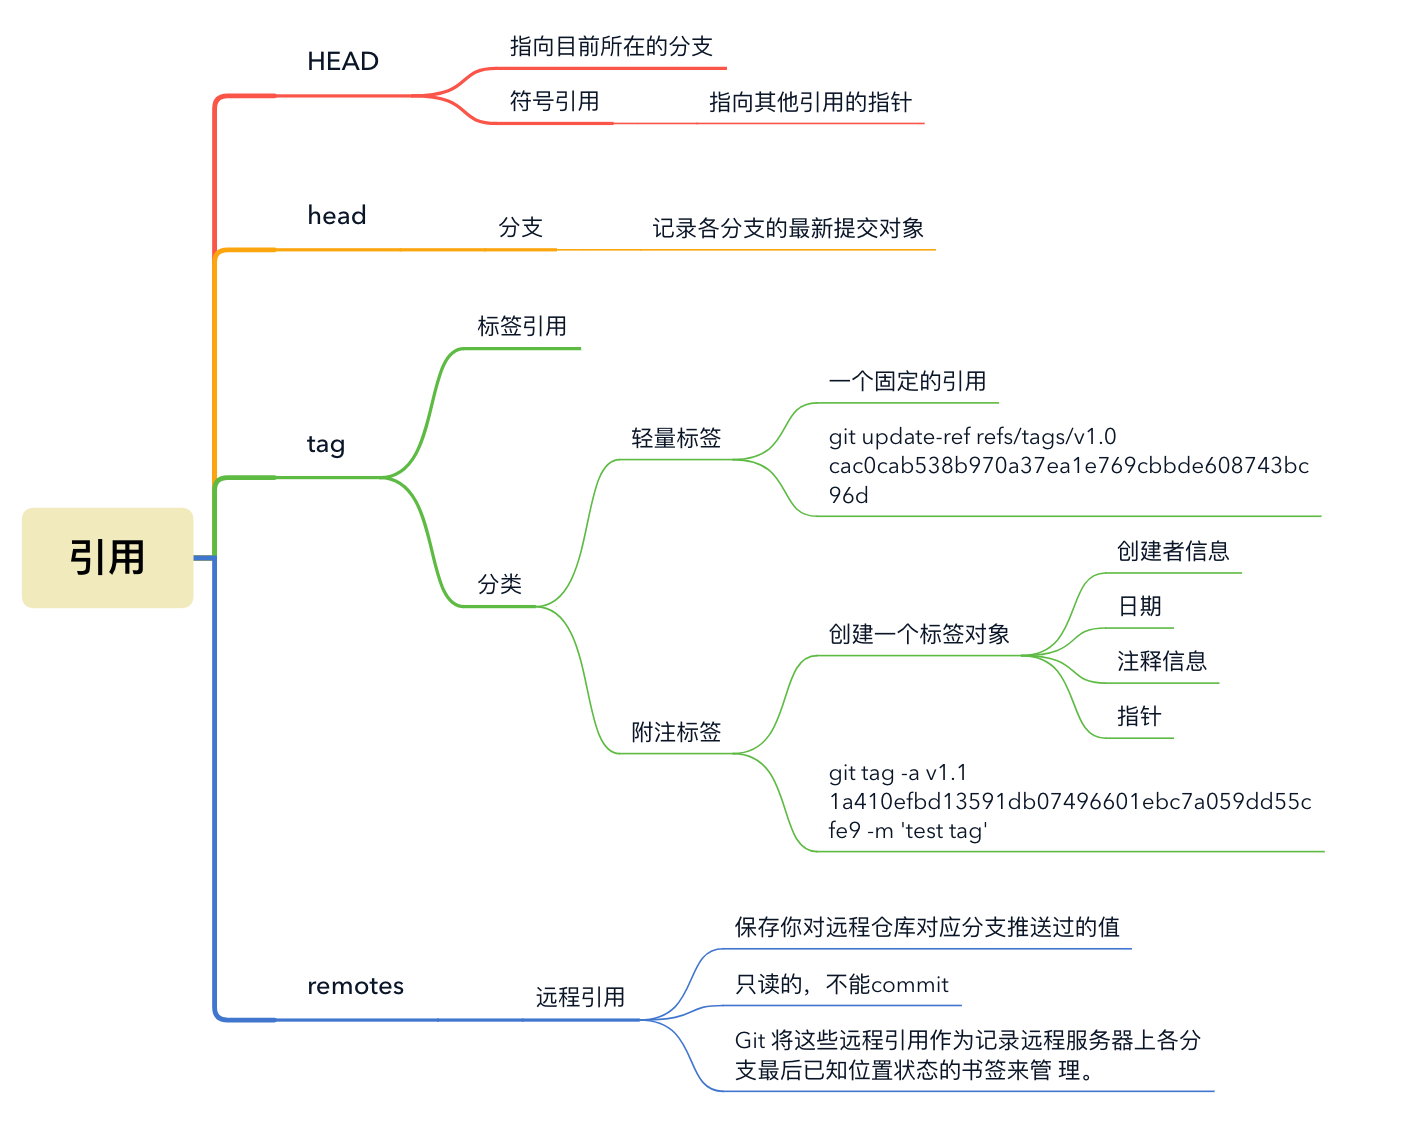 引用
HEAD
指向目前所在的分支
符号引用
指向其他引用的指针
head
分支
记录各分支的最新提交对象
tag
标签引用
分类
轻量标签
一个固定的引用
git update-ref refs/tags/v1.0
cac0cab538b970a37ea1e769cbbde608743bc
96d
附注标签
创建一个标签对象
创建者信息
日期
注释信息
指针
git tag -a v1.1
1a410efbd13591db07496601ebc7a059dd55c
fe9 -m 'test tag'
remotes
远程引用
保存你对远程仓库对应分支推送过的值
只读的，不能commit
Git 将这些远程引用作为记录远程服务器上各分
支最后已知位置状态的书签来管 理。